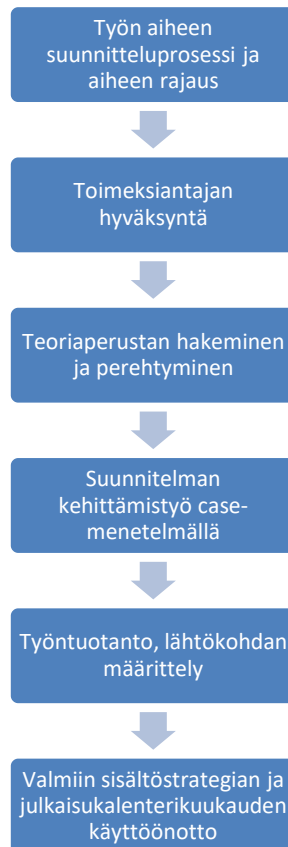 Työn aiheen
suunnitteluprosessi ja
aiheen rajaus
Toimeksiantajan
hyväksyntä
Teoriaperustan hakeminen
ja perehtyminen
Suunnitelman
kehittämistyö case-
menetelmällä
Työntuotanto, lähtökohdan
määrittely
Valmiin sisältöstrategian ja
julkaisukalenterikuukauden
käyttöönotto